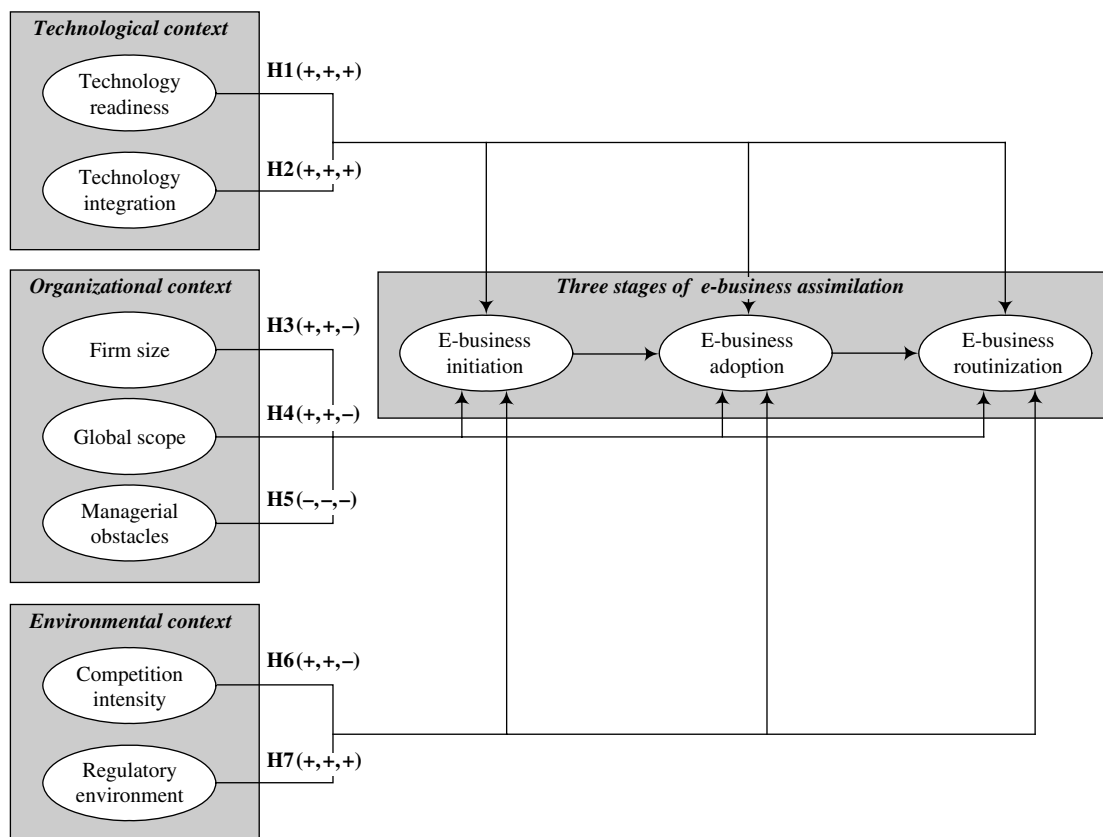 Technological context
Technology
readiness
H1(+,+,+)
Technology
integration
H2(+,+,+)
Organizational context
Firm size
H3(+,+,–)
Global scope
H4(+,+,–)
Managerial
obstacles
H5(–,–,–)
Three stages of e-business assimilation
E-business
initiation
E-business
adoption
E-business
routinization
Environmental context
Competition
intensity
H6(+,+,–)
Regulatory
environment
H7(+,+,+)